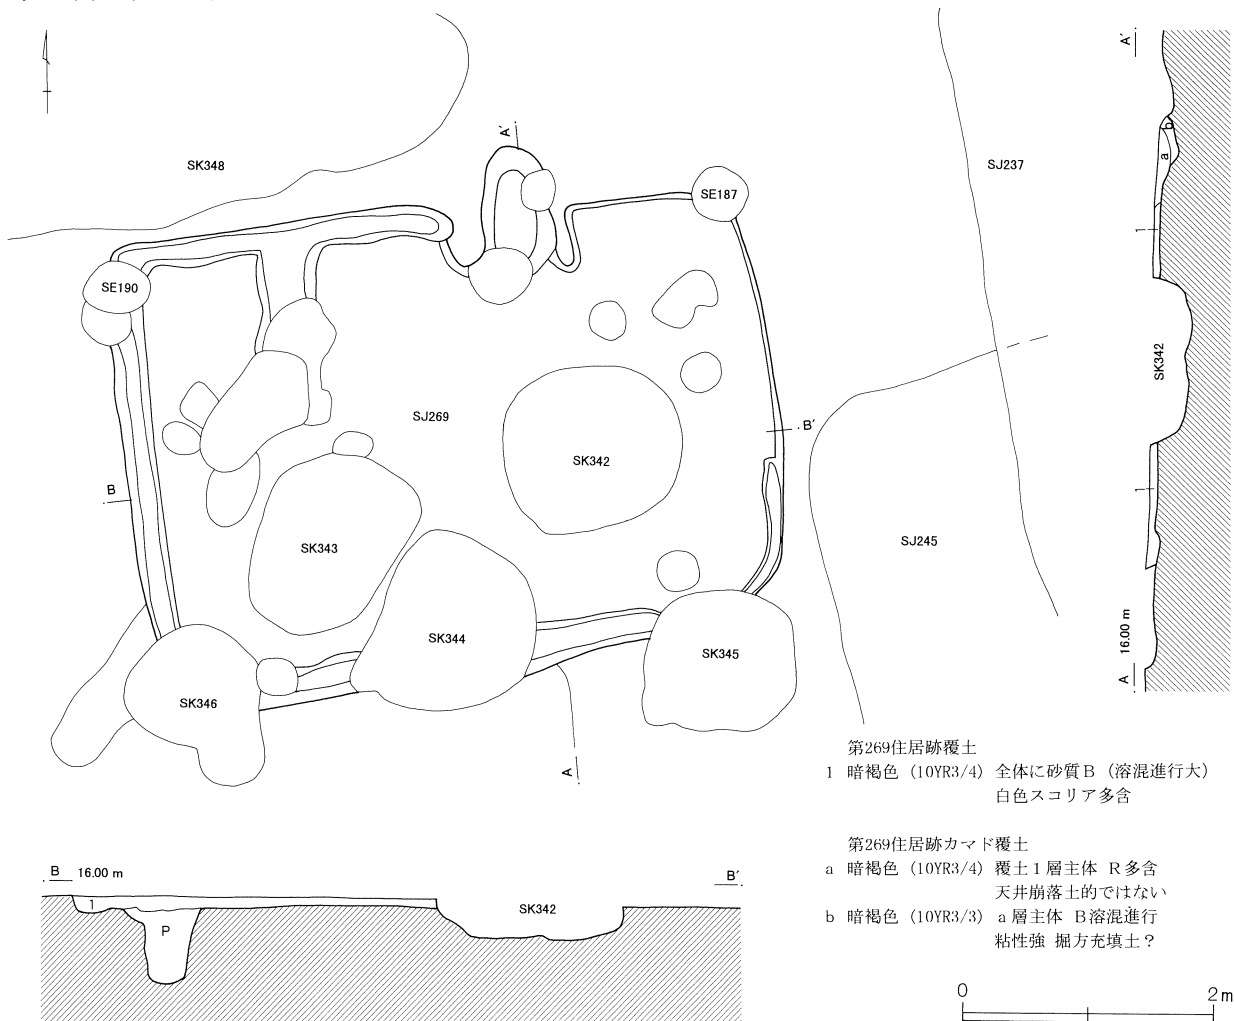 A´
A´
SK348
SJ237
SE187
b
a
SE190
1
SK342
SJ269
B´
SK342
B
SK343
SJ245
1
SK344
SK345
16.00 m
A
SK346
A
第269住居跡覆土
1 暗褐色 (10YR3/4) 全体に砂質B (溶混進行大)
白色スコリア多含
第269住居跡カマド覆土
a 暗褐色 (10YR3/4) 覆土1層主体 R多含
天井崩落土的ではない
b 暗褐色 (10YR3/3) a層主体 B溶混進行
粘性強 掘方充填土?
B 16.00 m
B´
1
SK342
P
0 2m